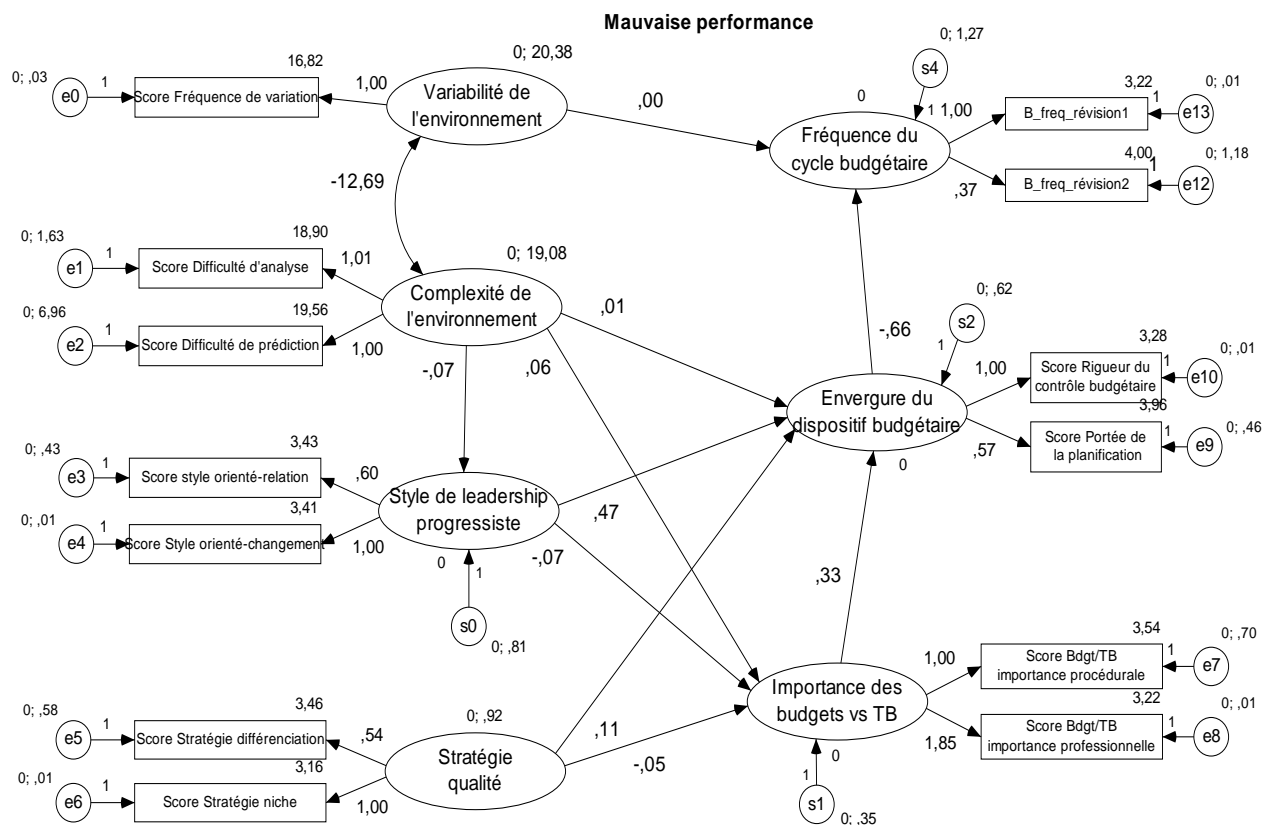 Mauvaise performance
0; ,03
e0
1
16,82
Score Fréquence de variation
1,00
0; 20,38
Variabilité de
l'environnement
,00
0; 1,27
s4
1
0
Fréquence du
cycle budgétaire
1,00
3,22
B_freq_révision1
1
0; ,01
e13
,37
4,00
B_freq_révision2
1
0; 1,18
e12
-12,69
0; 1,63
e1
1
18,90
Score Difficulté d'analyse
1,01
0; 6,96
e2
1
19,56
Score Difficulté de prédiction
1,00
0; 19,08
Complexité de
l'environnement
,01
-,07
,06
-,66
0; ,62
s2
1
Envergure du
dispositif budgétaire
0
1,00
3,28
Score Rigueur du
contrôle budgétaire
1
0; ,01
e10
,57
3,96
Score Portée de
la planification
1
0; ,46
e9
0; ,43
e3
1
3,43
Score style orienté-relation
,60
0; ,01
e4
1
3,41
Score Style orienté-changement
1,00
Style de leadership
progressiste
0
1
s0
0; ,81
,47
-,07
,33
0; ,58
e5
1
3,46
Score Stratégie différenciation
,54
0; ,01
e6
1
3,16
Score Stratégie niche
1,00
0; ,92
Stratégie
qualité
,11
-,05
Importance des
budgets vs TB
0
1
s1
0; ,35
1,00
3,54
Score Bdgt/TB
importance procédurale
1
0; ,70
e7
1,85
3,22
Score Bdgt/TB
importance professionnelle
1
0; ,01
e8